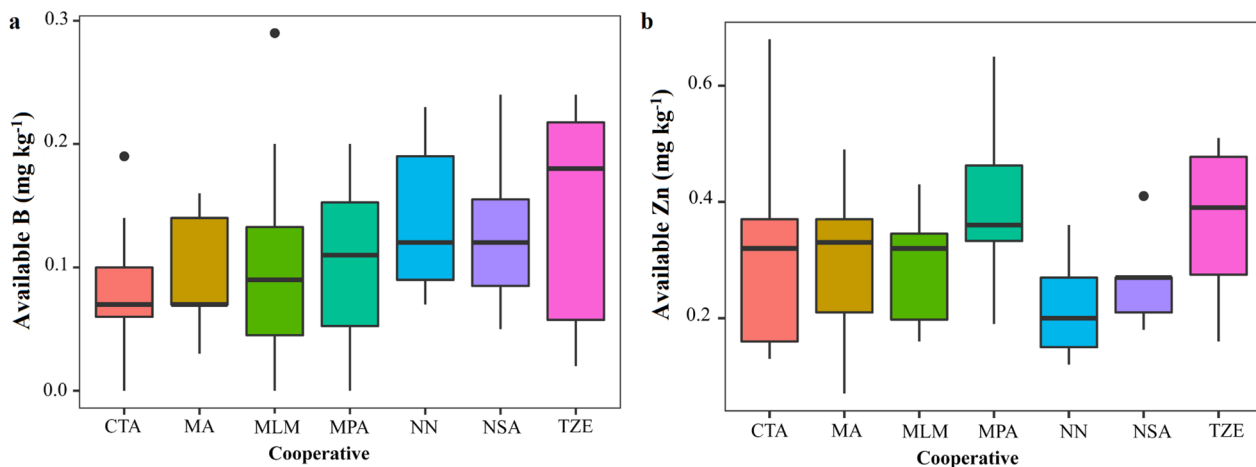 a
Available B (mg kg⁻¹)
0.3
0.2
0.1
0.0
CTA MA MLM MPA NN NSA TZE
Cooperative
b
Available Zn (mg kg⁻¹)
0.6
0.4
0.2
CTA MA MLM MPA NN NSA TZE
Cooperative